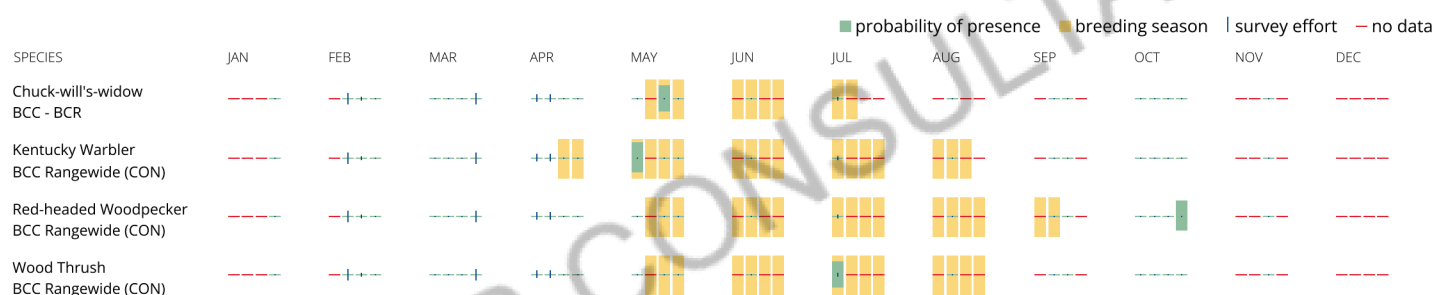 probability of presence breeding season survey effort no data
SPECIES JAN FEB MAR APR MAY JUN JUL AUG SEP OCT NOV DEC
Chuck-will's-widow
BCC - BCR
Kentucky Warbler
BCC Rangewide (CON)
Red-headed Woodpecker
BCC Rangewide (CON)
Wood Thrush
BCC Rangewide (CON)
CONSULTA